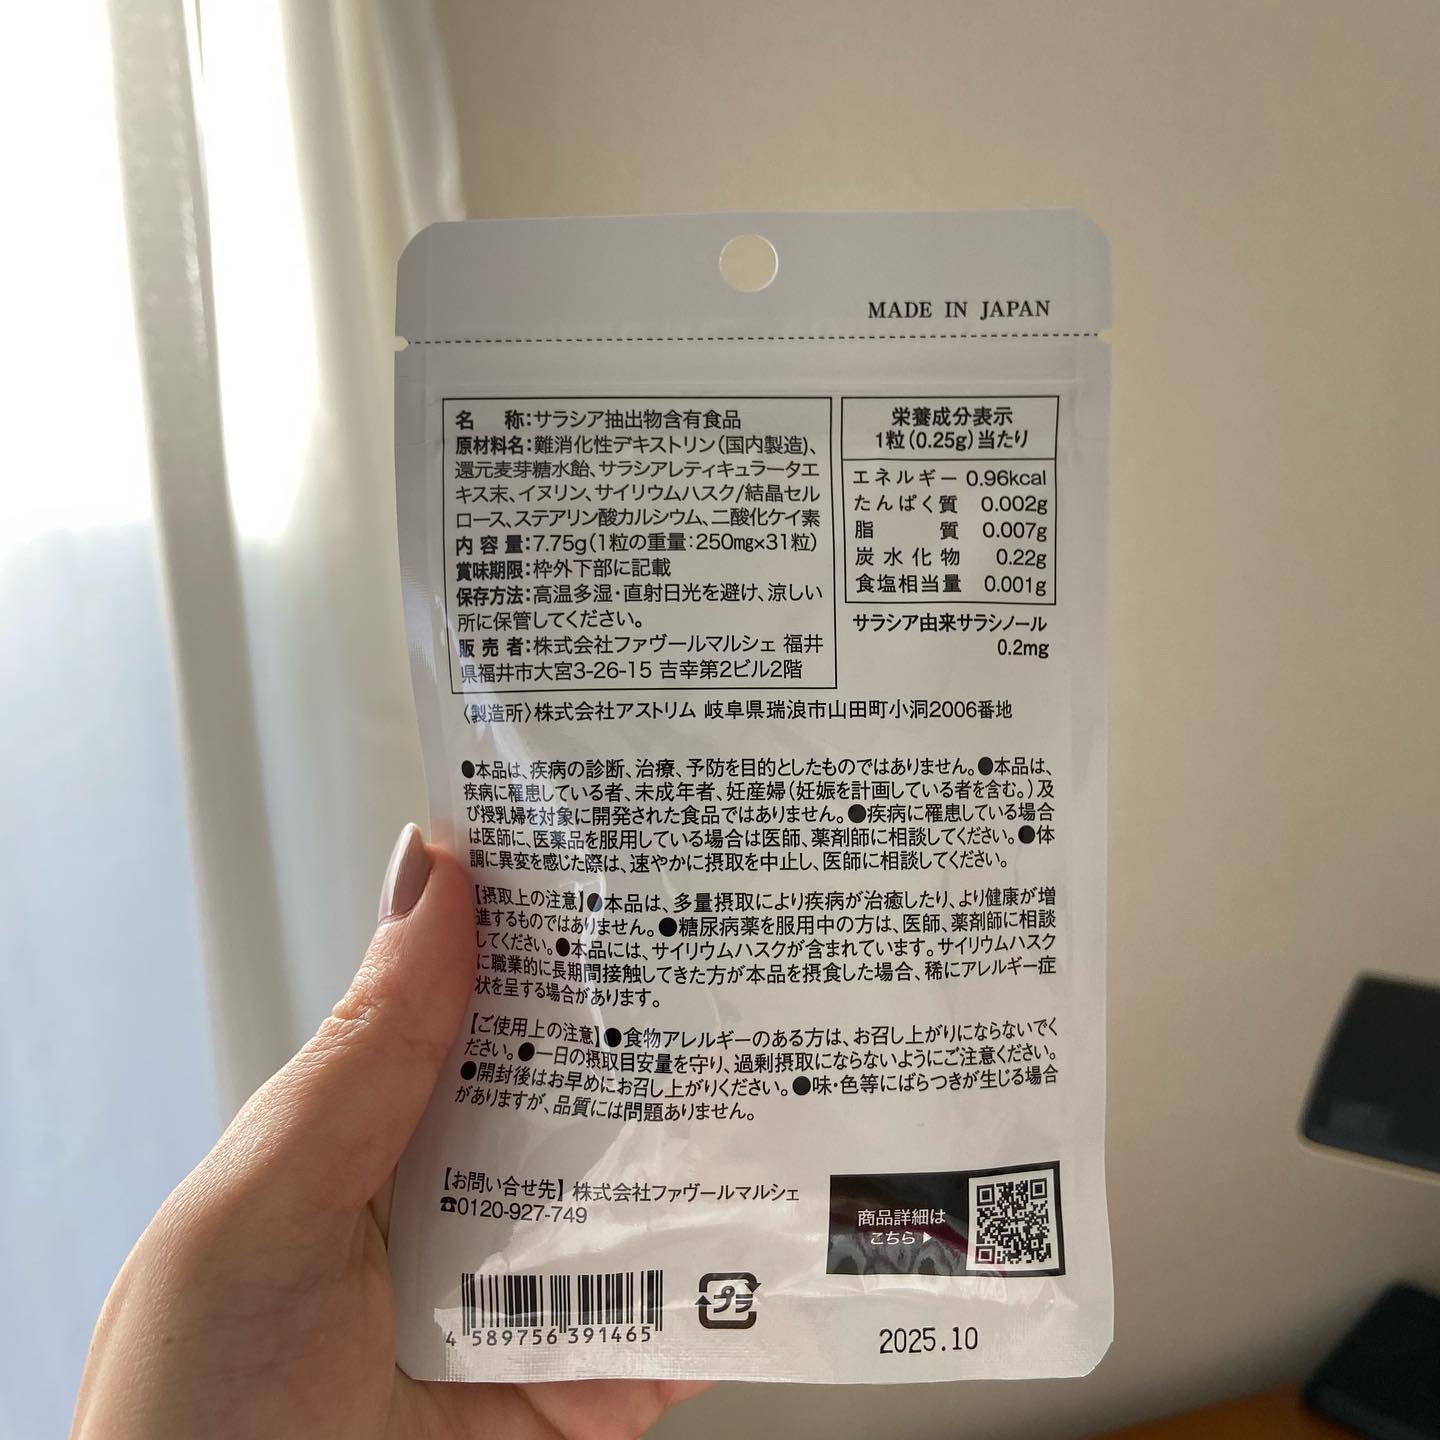 MADE IN JAPAN
名 称:サラシア抽出物含有食品
原材料名:難消化性デキストリン(国内製造)、
還元麦芽糖水飴、サラシアレティキュラータエ
キス末、イヌリン、サイリウムハスク/結晶セル
ロース、ステアリン酸カルシウム、二酸化ケイ素
内 容 量:7.75g(1粒の重量:250mg×31粒)
賞味期限:枠外下部に記載
保存方法:高温多湿・直射日光を避け、涼しい
所に保管してください。
販 売 者:株式会社ファヴールマルシェ 福井
県福井市大宮3-26-15 吉幸第2ビル2階
栄養成分表示
1粒(0.25g)当たり
エネルギー 0.96kcal
たんぱく質 0.002g
脂 質 0.007g
炭水化物 0.22g
食塩相当量 0.001g
サラシア由来サラシノール
0.2mg
〈製造所〉株式会社アストリム 岐阜県瑞浪市山田町小洞2006番地
●本品は、疾病の診断、治療、予防を目的としたものではありません。●本品は、
疾病に罹患している者、未成年者、妊産婦(妊娠を計画している者を含む。)及
び授乳婦を対象に開発された食品ではありません。●疾病に罹患している場合
は医師に、医薬品を服用している場合は医師、薬剤師に相談してください。●体
調に異変を感じた際は、速やかに摂取を中止し、医師に相談してください。
【摂取上の注意】●本品は、多量摂取により疾病が治癒したり、より健康が増
進するものではありません。●糖尿病薬を服用中の方は、医師、薬剤師に相談
してください。●本品には、サイリウムハスクが含まれています。サイリウムハスク
に職業的に長期間接触してきた方が本品を摂食した場合、稀にアレルギー症
状を呈する場合があります。
【ご使用上の注意】●食物アレルギーのある方は、お召し上がりにならないでく
ださい。●一日の摂取目安量を守り、過剰摂取にならないようにご注意ください。
●開封後はお早めにお召し上がりください。●味・色等にばらつきが生じる場合
がありますが、品質には問題ありません。
【お問い合せ先】株式会社ファヴールマルシェ
☎0120-927-749
商品詳細は
こちら▶
4 589756 391465
プラ
2025.10